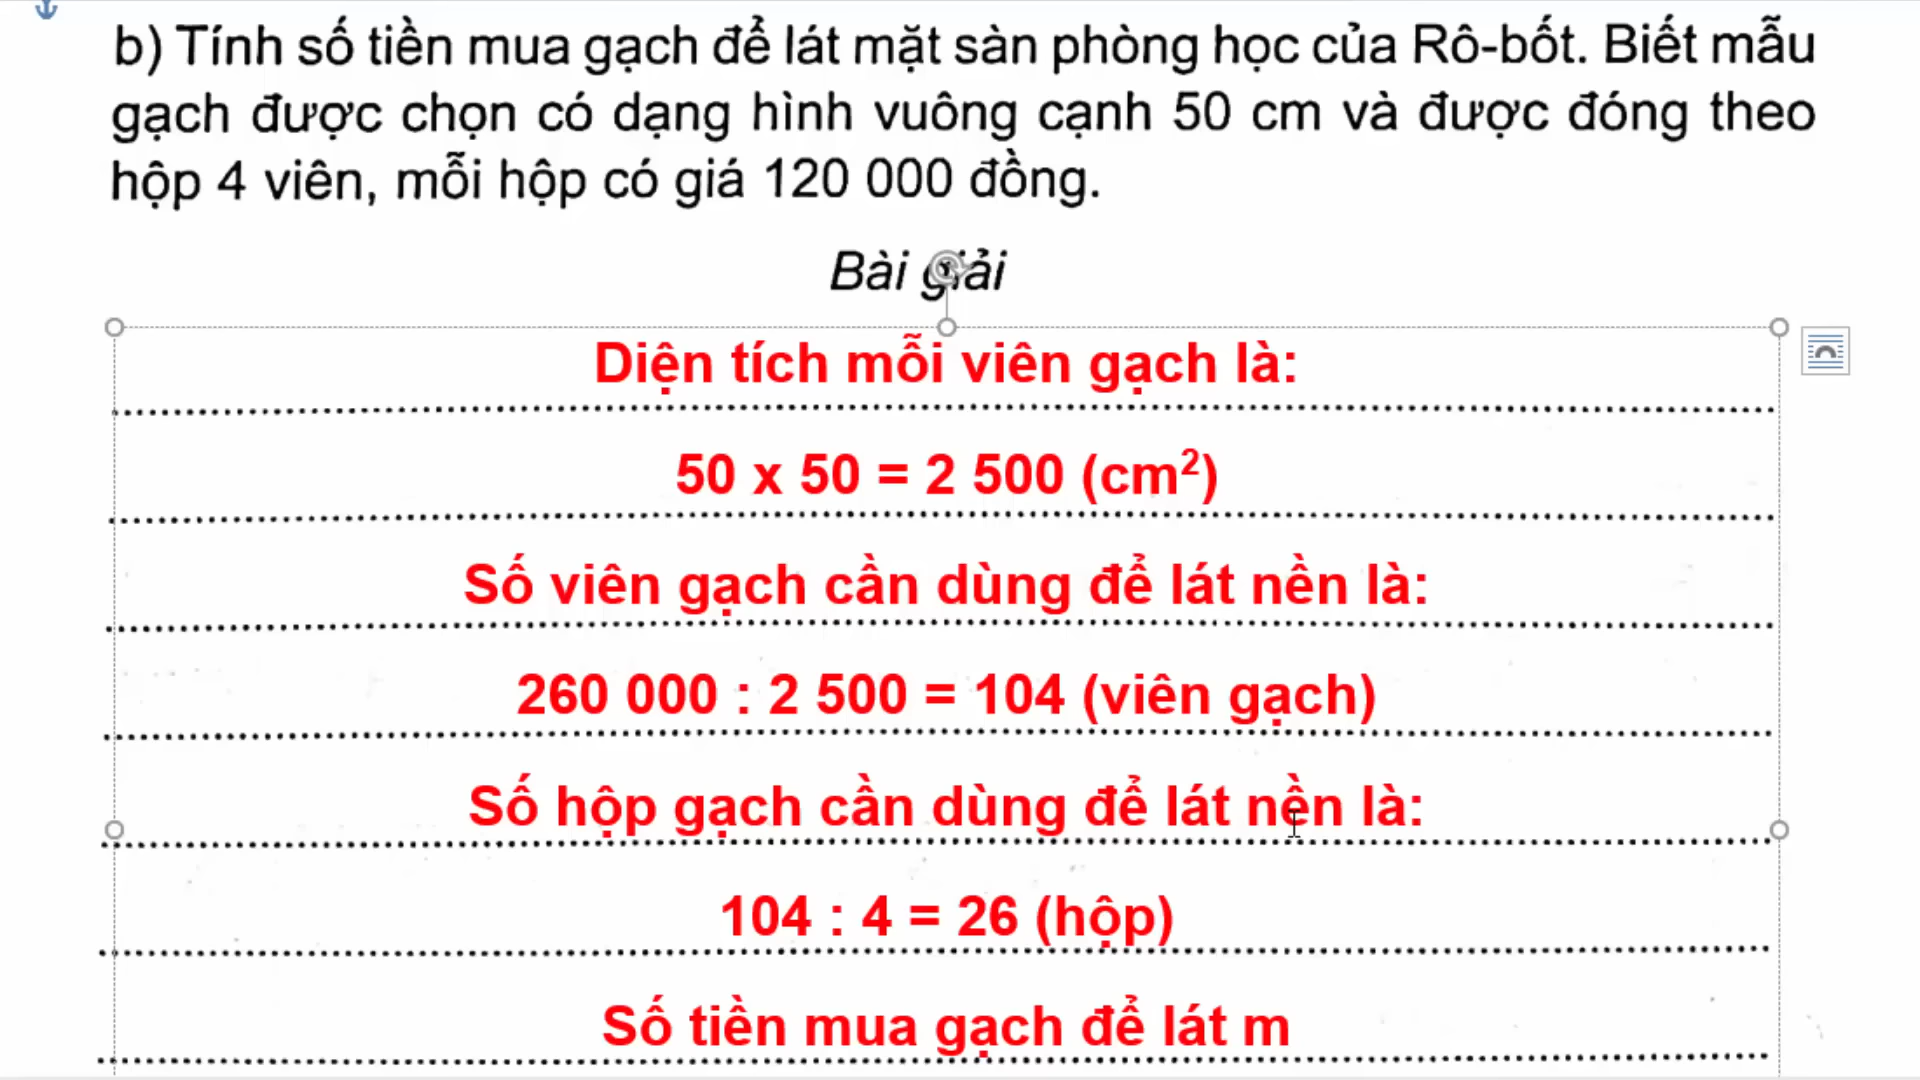 b) Tính số tiền mua gạch để lát mặt sàn phòng học của Rô-bốt. Biết mẫu
gạch được chọn có dạng hình vuông cạnh 50 cm và được đóng theo
hộp 4 viên, mỗi hộp có giá 120 000 đồng.
Bài giải
Diện tích mỗi viên gạch là:
50 x 50 = 2 500 (cm²)
Số viên gạch cần dùng để lát nền là:
260 000 : 2 500 = 104 (viên gạch)
Số hộp gạch cần dùng để lát nền là:
104 : 4 = 26 (hộp)
Số tiền mua gạch để lát m